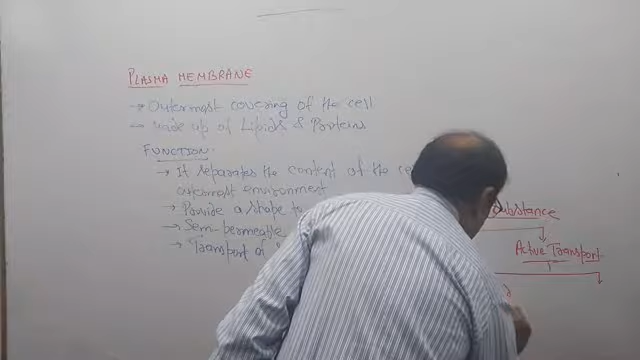 PLASMA MEMBRANE
→ Outermost covering of the cell
→ Made up of Lipids & Proteins
FUNCTION:
→ It separates the content of the ce
outermost environment
→ Provide a shape to
→ Semi-permeable
→ Transport of
Substance
Active Transport